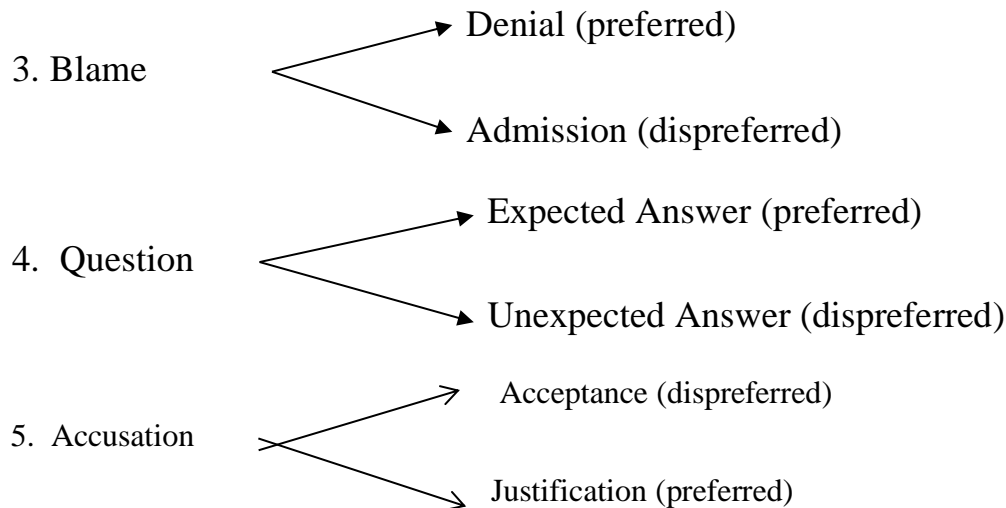 Denial (preferred)
3. Blame
Admission (dispreferred)
Expected Answer (preferred)
4. Question
Unexpected Answer (dispreferred)
Acceptance (dispreferred)
5. Accusation
Justification (preferred)